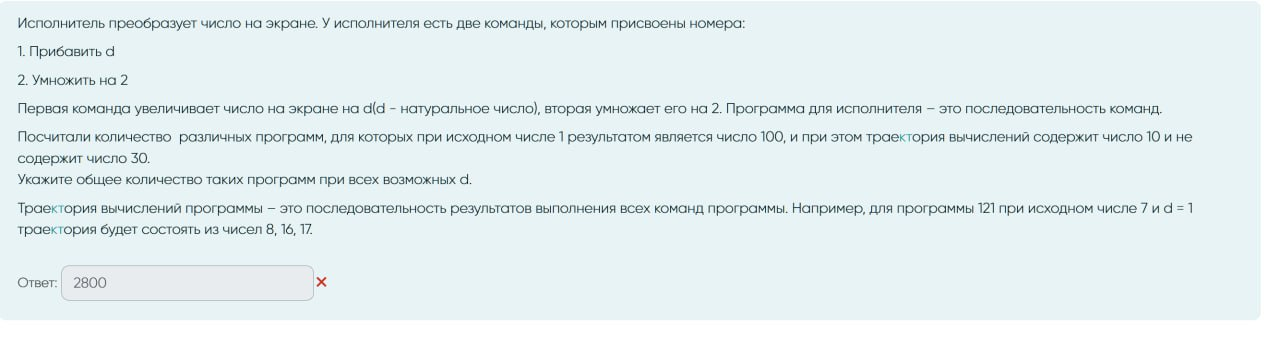 Исполнитель преобразует число на экране. У исполнителя есть две команды, которым присвоены номера:
1. Прибавить d
2. Умножить на 2
Первая команда увеличивает число на экране на d(d - натуральное число), вторая умножает его на 2. Программа для исполнителя – это последовательность команд.
Посчитали количество  различных программ, для которых при исходном числе 1 результатом является число 100, и при этом траектория вычислений содержит число 10 и не
содержит число 30.
Укажите общее количество таких программ при всех возможных d.
Траектория вычислений программы – это последовательность результатов выполнения всех команд программы. Например, для программы 121 при исходном числе 7 и d = 1
траектория будет состоять из чисел 8, 16, 17.
Ответ: 2800